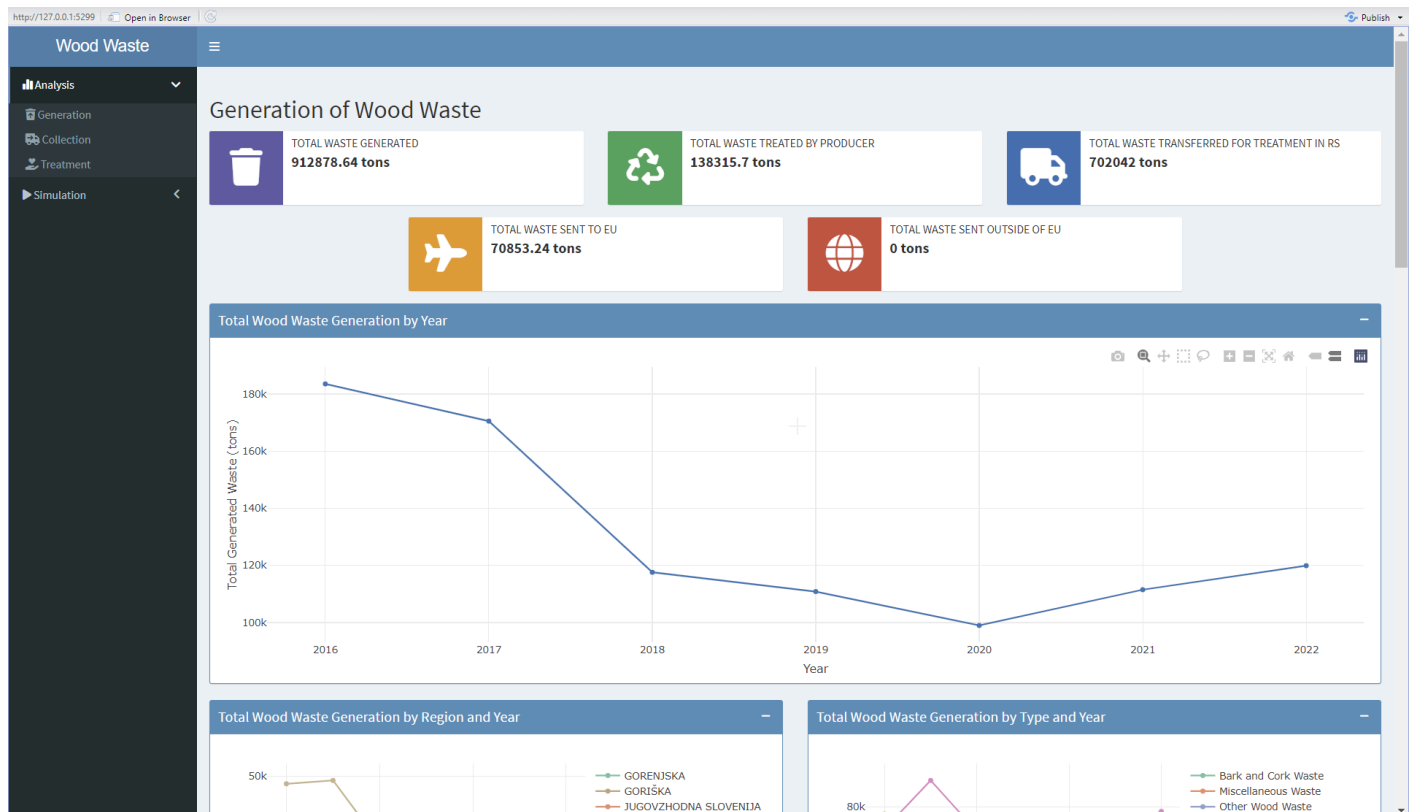 http://127.0.0.1:5299 Open in Browser Publish
Wood Waste
Analysis
Generation
Collection
Treatment
Simulation
Generation of Wood Waste
TOTAL WASTE GENERATED
912878.64 tons
TOTAL WASTE TREATED BY PRODUCER
138315.7 tons
TOTAL WASTE TRANSFERRED FOR TREATMENT IN RS
702042 tons
TOTAL WASTE SENT TO EU
70853.24 tons
TOTAL WASTE SENT OUTSIDE OF EU
0 tons
Total Wood Waste Generation by Year
Total Generated Waste (tons)
180k
160k
140k
120k
100k
2016 2017 2018 2019 2020 2021 2022
Year
Total Wood Waste Generation by Region and Year
50k
GORENJSKA
GORIŠKA
JUGOVZHODNA SLOVENIJA
Total Wood Waste Generation by Type and Year
80k
Bark and Cork Waste
Miscellaneous Waste
Other Wood Waste